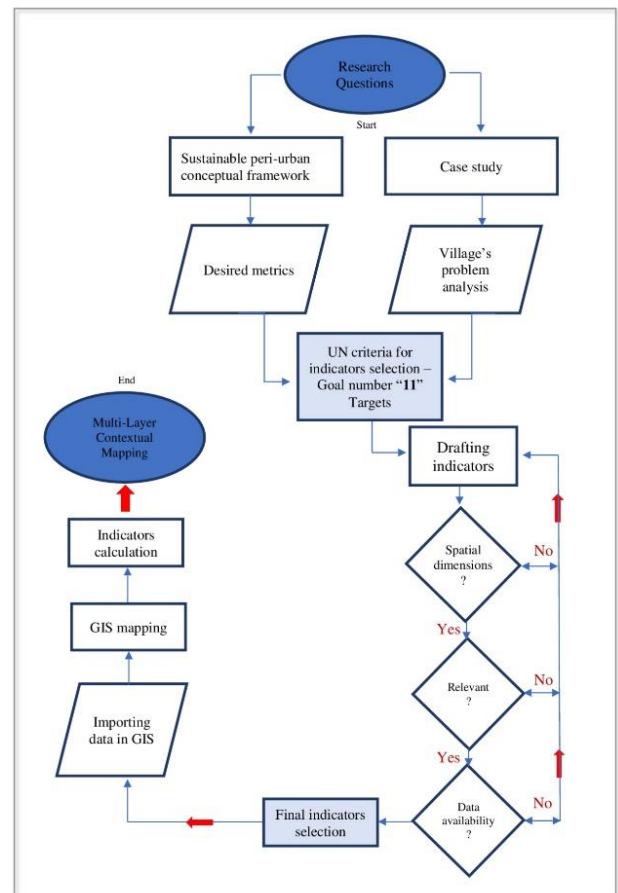 Research
Questions
Start
Sustainable peri-urban
conceptual framework
Case study
Desired metrics
Village's
problem
analysis
UN criteria for
indicators selection –
Goal number "11"
Targets
End
Multi-Layer
Contextual
Mapping
Drafting
indicators
Indicators
calculation
Spatial
dimensions
?
No
Yes
GIS mapping
Relevant
?
No
Importing
data in GIS
Yes
Final indicators
selection
Data
availability
?
No